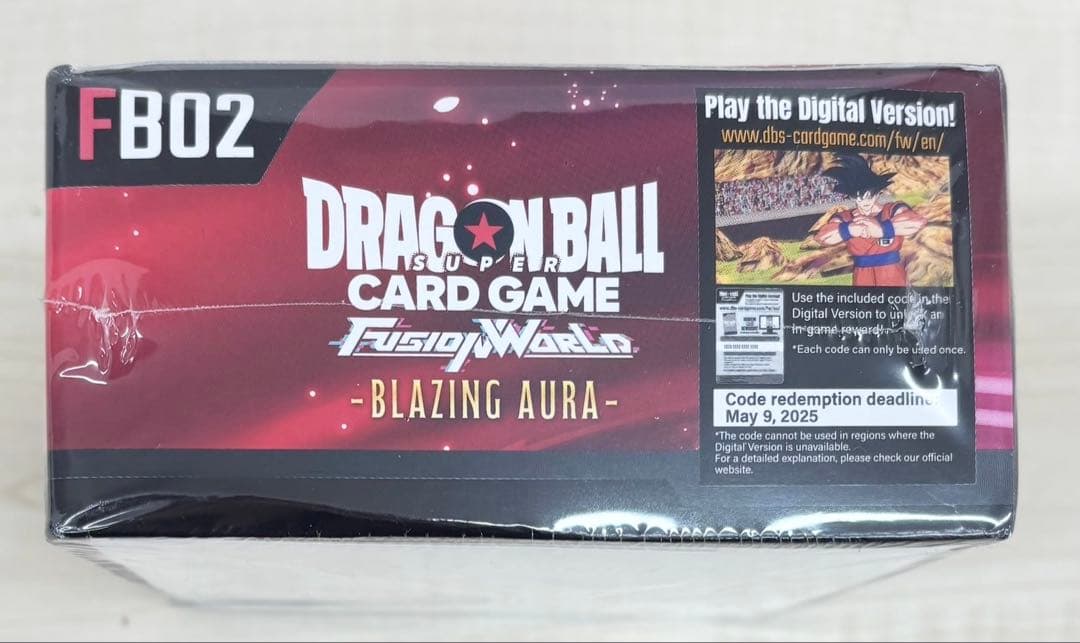 FB02
DRAGON BALL
SUPER
CARD GAME
FUSION WORLD
-BLAZING AURA-
Play the Digital Version!
www.dbs-cardgame.com/fw/en/
Use the included code in the
Digital Version to unlock an
in-game reward!
*Each code can only be used once.
Code redemption deadline:
May 9, 2025
*The code cannot be used in regions where the
Digital Version is unavailable.
For a detailed explanation, please check our official
website.